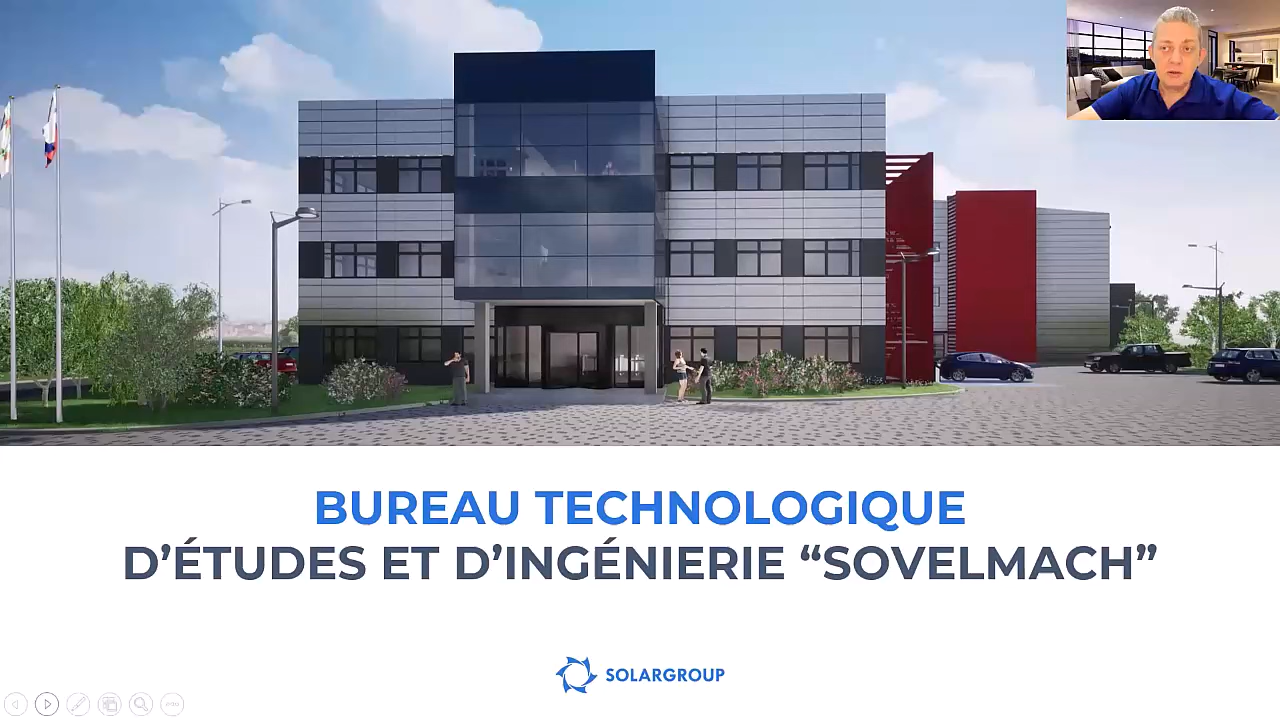 BUREAU TECHNOLOGIQUE
D’ÉTUDES ET D’INGÉNIERIE “SOVELMACH”
SOLARGROUP